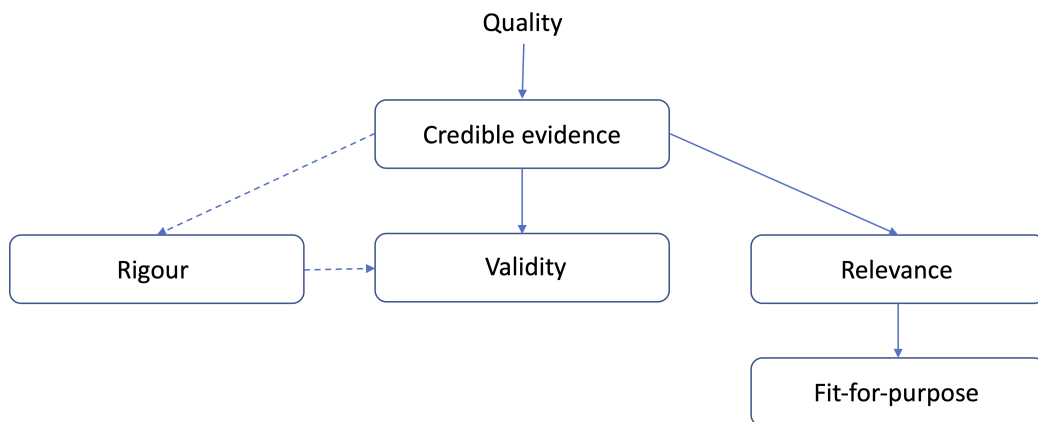 Quality
Credible evidence
Rigour
Validity
Relevance
Fit-for-purpose